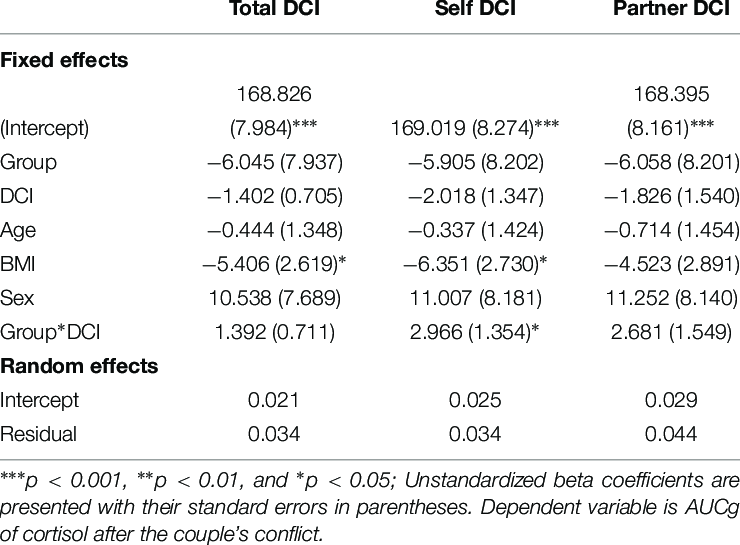 Total DCI Self DCI Partner DCI
Fixed effects
168.826 168.395
(Intercept) (7.984)*** 169.019 (8.274)*** (8.161)***
Group −6.045 (7.937) −5.905 (8.202) −6.058 (8.201)
DCI −1.402 (0.705) −2.018 (1.347) −1.826 (1.540)
Age −0.444 (1.348) −0.337 (1.424) −0.714 (1.454)
BMI −5.406 (2.619)* −6.351 (2.730)* −4.523 (2.891)
Sex 10.538 (7.689) 11.007 (8.181) 11.252 (8.140)
Group*DCI 1.392 (0.711) 2.966 (1.354)* 2.681 (1.549)
Random effects
Intercept 0.021 0.025 0.029
Residual 0.034 0.034 0.044
***p < 0.001, **p < 0.01, and *p < 0.05; Unstandardized beta coefficients are
presented with their standard errors in parentheses. Dependent variable is AUCg
of cortisol after the couple's conflict.